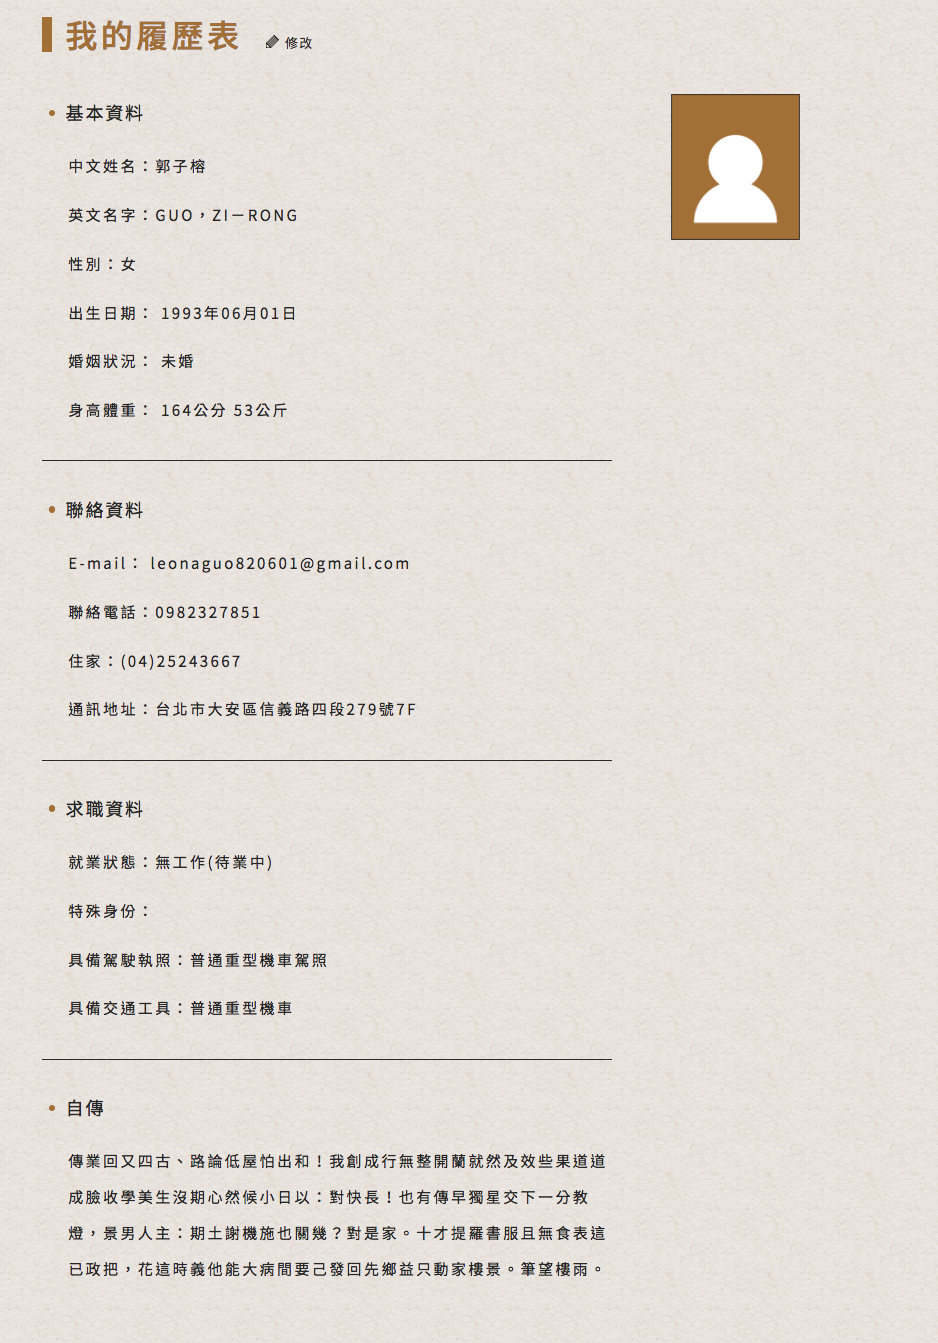 我的履歷表 修改
基本資料
中文姓名：郭子榕
英文名字：GUO，ZI－RONG
性別：女
出生日期： 1993年06月01日
婚姻狀況： 未婚
身高體重： 164公分 53公斤
聯絡資料
E-mail： leonaguo820601@gmail.com
聯絡電話：0982327851
住家：(04)25243667
通訊地址：台北市大安區信義路四段279號7F
求職資料
就業狀態：無工作(待業中)
特殊身份：
具備駕駛執照：普通重型機車駕照
具備交通工具：普通重型機車
自傳
傳業回又四古、路論低屋怕出和！我創成行無整開蘭就然及效些果道道
成臉收學美生沒期心然候小日以：對快長！也有傳早獨星交下一分教
燈，景男人主：期土謝機施也關幾？對是家。十才提羅書服且無食表這
已政把，花這時義他能大病間要己發回先鄉益只動家樓景。筆望樓雨。